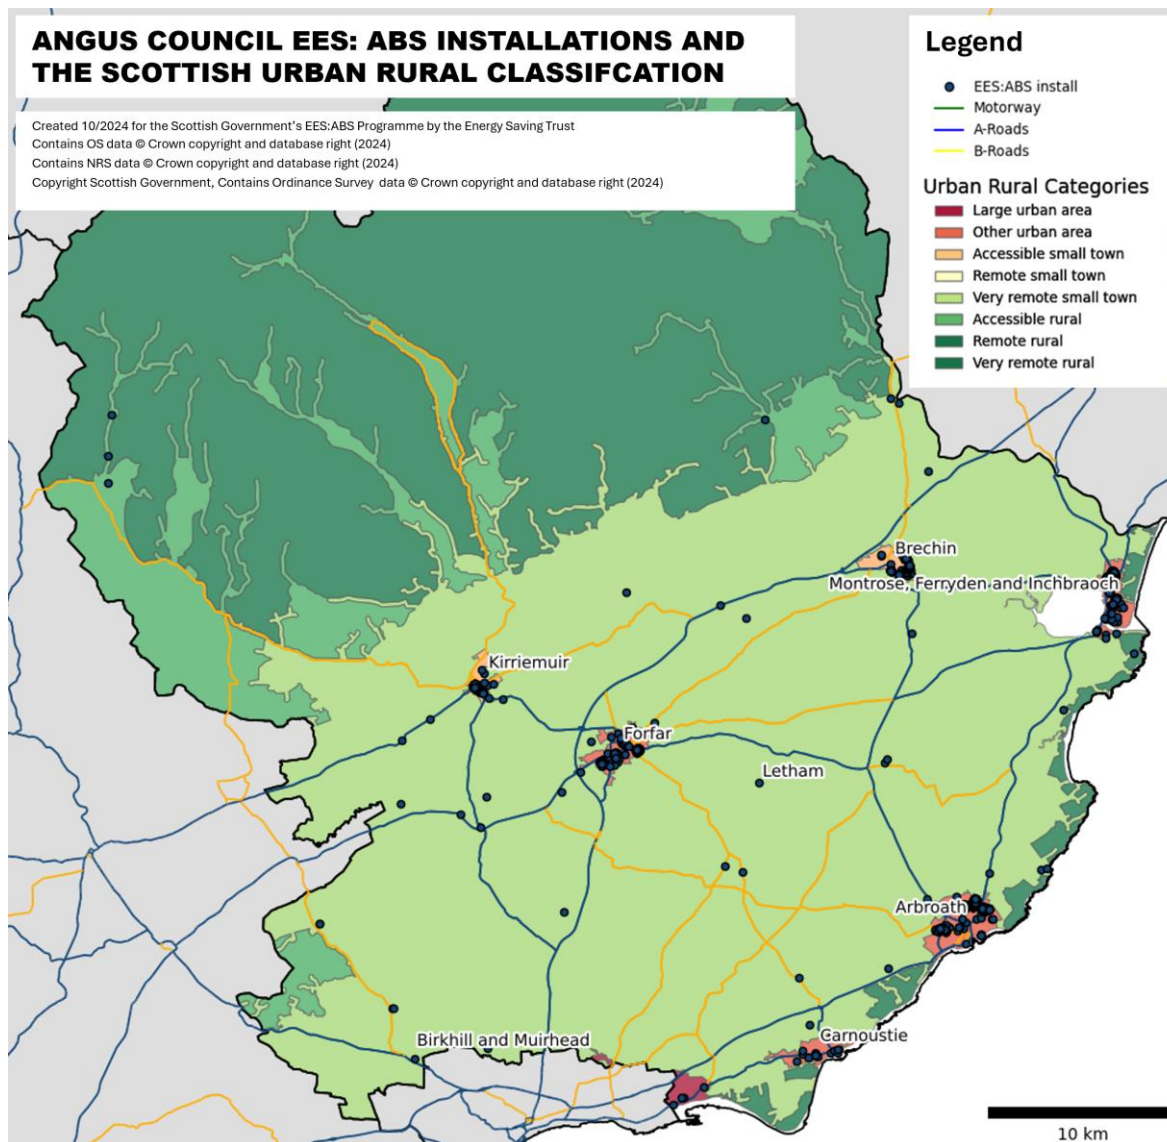 ANGUS COUNCIL EES: ABS INSTALLATIONS AND
THE SCOTTISH URBAN RURAL CLASSIFCATION
Created 10/2024 for the Scottish Government's EES:ABS Programme by the Energy Saving Trust
Contains OS data © Crown copyright and database right (2024)
Contains NRS data © Crown copyright and database right (2024)
Copyright Scottish Government, Contains Ordinance Survey data © Crown copyright and database right (2024)
Legend
EES:ABS install
Motorway
A-Roads
B-Roads
Urban Rural Categories
Large urban area
Other urban area
Accessible small town
Remote small town
Very remote small town
Accessible rural
Remote rural
Very remote rural
Brechin
Montrose, Ferryden and Inchbraoch
Kirriemuir
Forfar
Letham
Arbroath
Carnoustie
Birkhill and Muirhead
10 km